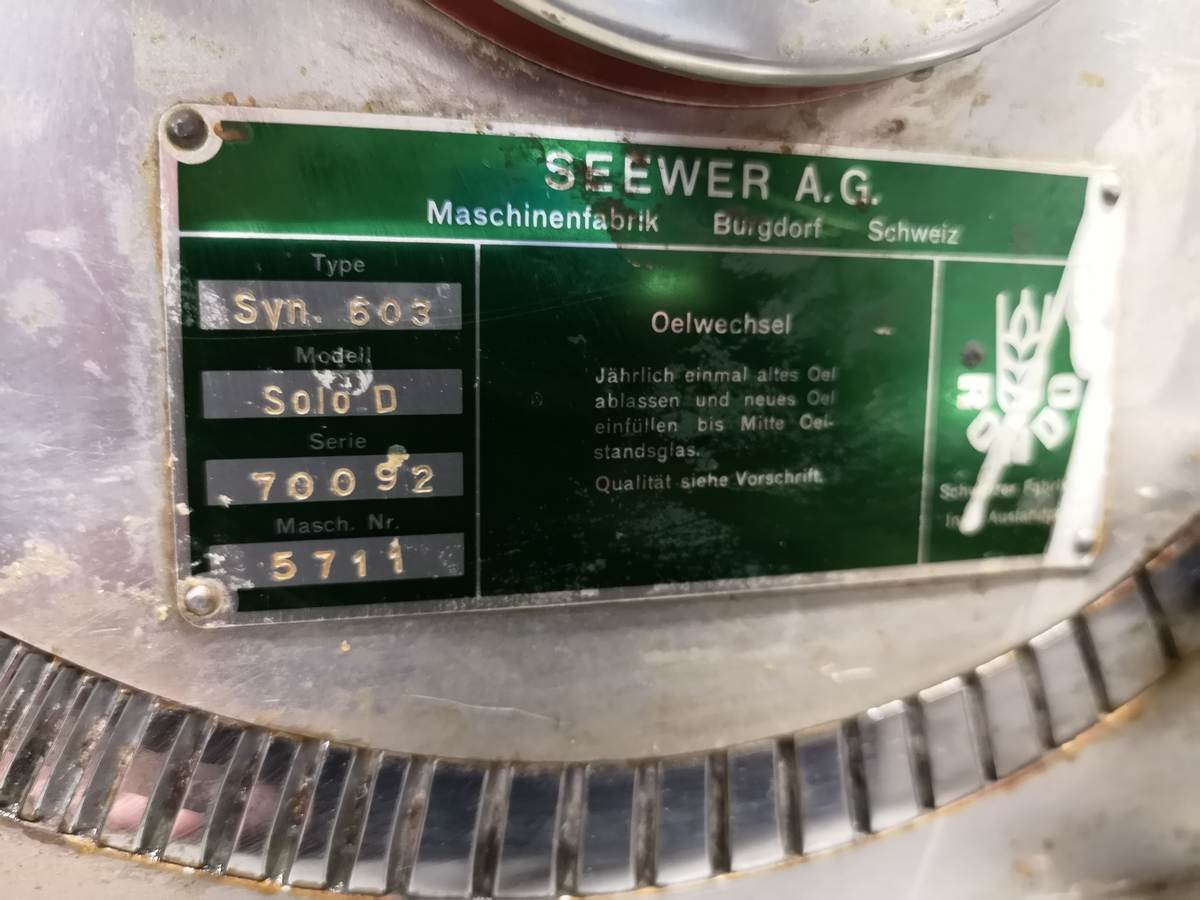 SEEWER A.G.
Maschinenfabrik Burgdorf Schweiz
Type
Syn. 603
Modell
Solo D
Serie
70092
Masch. Nr.
5711
Oelwechsel
Jährlich einmal altes Oel
ablassen und neues Oel
einfüllen bis Mitte Oel-
standsglas.
Qualität siehe Vorschrift.
RONDO